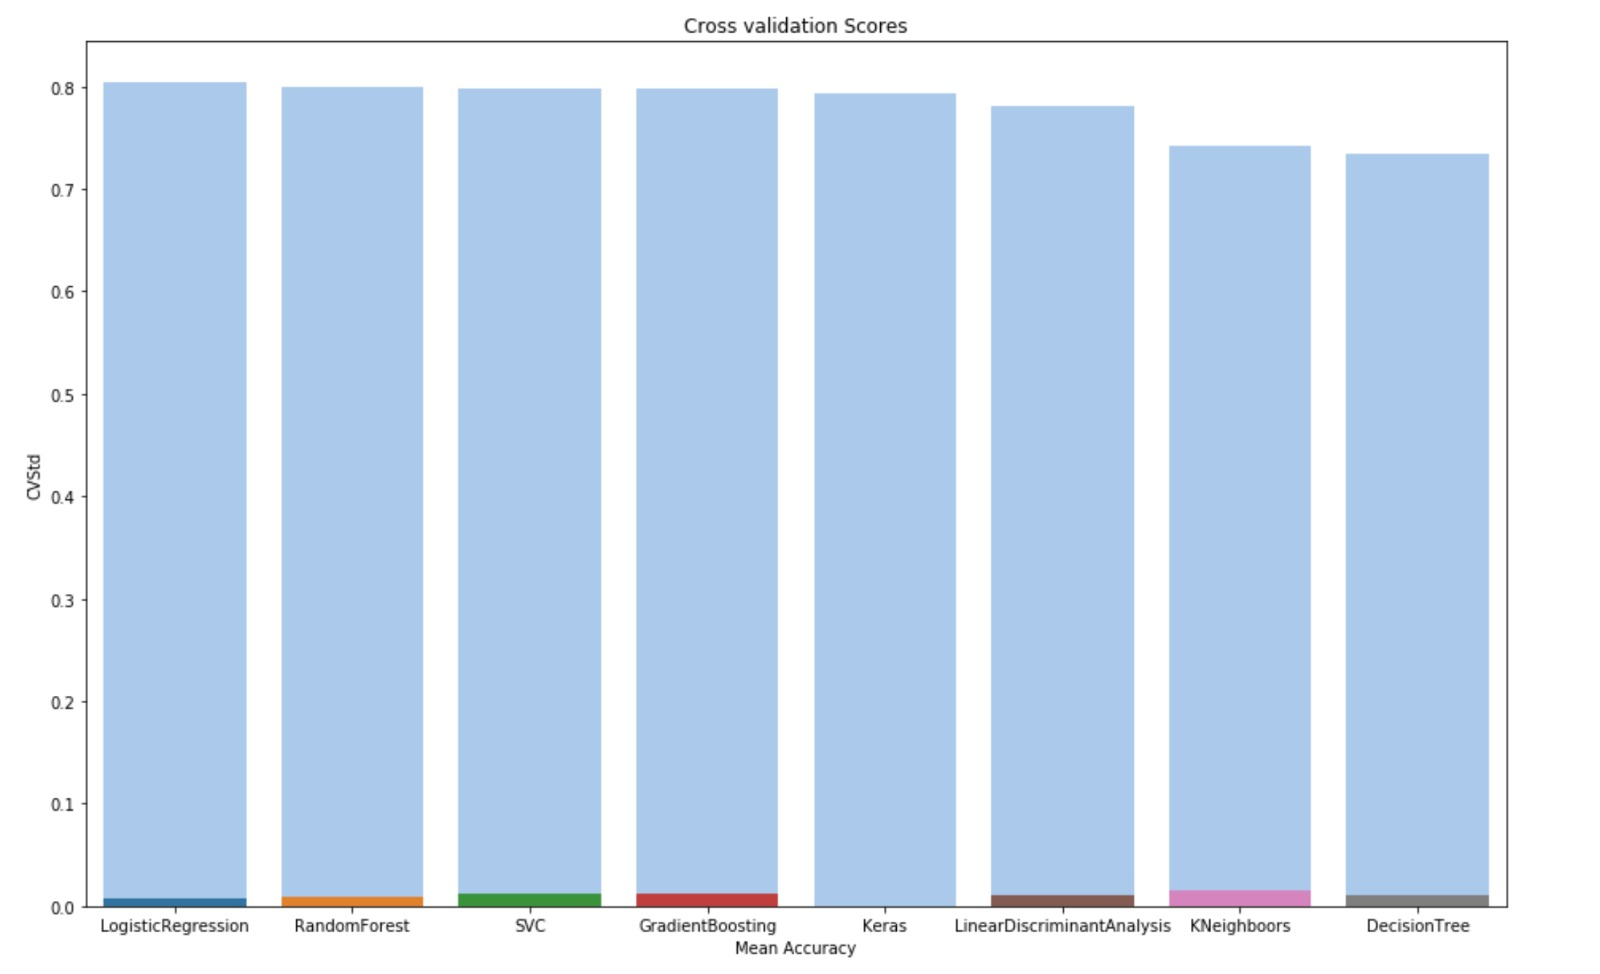 Cross validation Scores
0.8
0.7
0.6
0.5
0.4
0.3
0.2
0.1
0.0
CVStd
LogisticRegression RandomForest SVC GradientBoosting Keras LinearDiscriminantAnalysis KNeighboors DecisionTree
Mean Accuracy